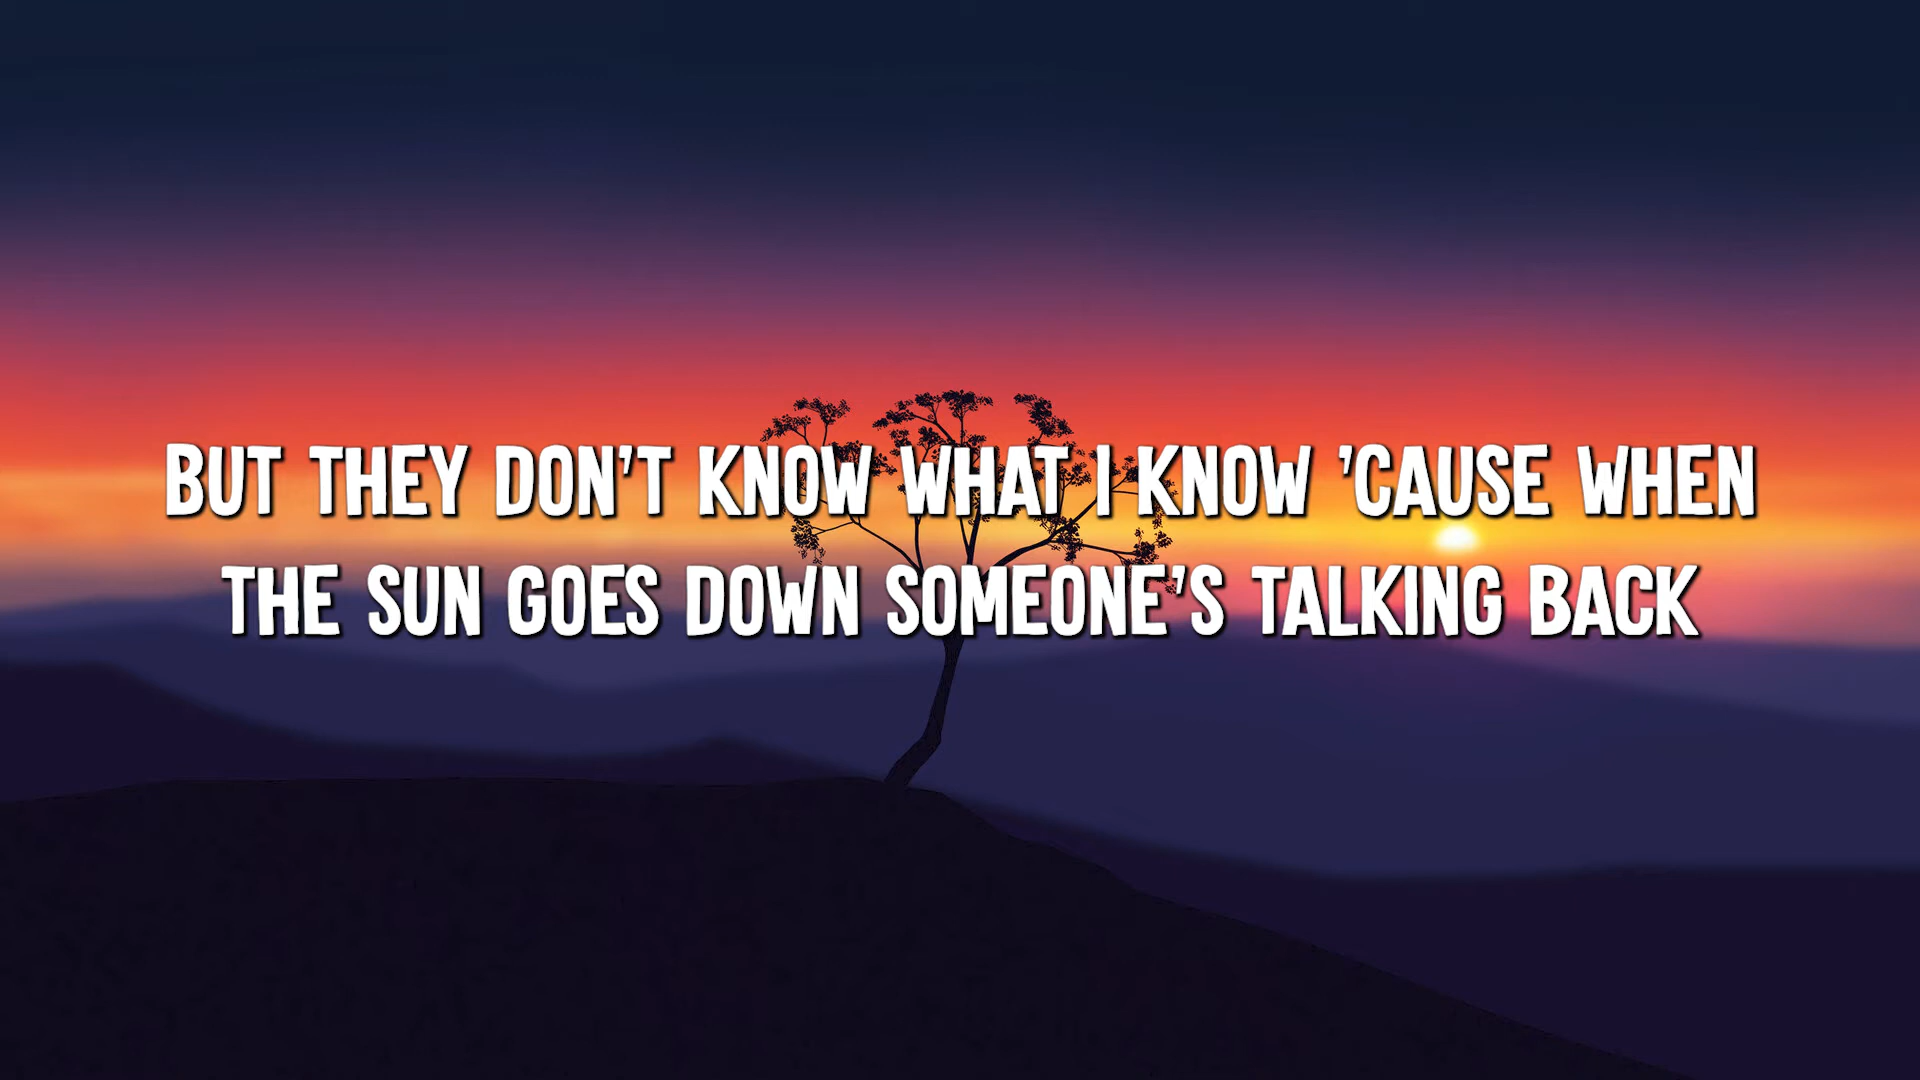 BUT THEY DON'T KNOW WHAT I KNOW 'CAUSE WHEN
THE SUN GOES DOWN SOMEONE'S TALKING BACK